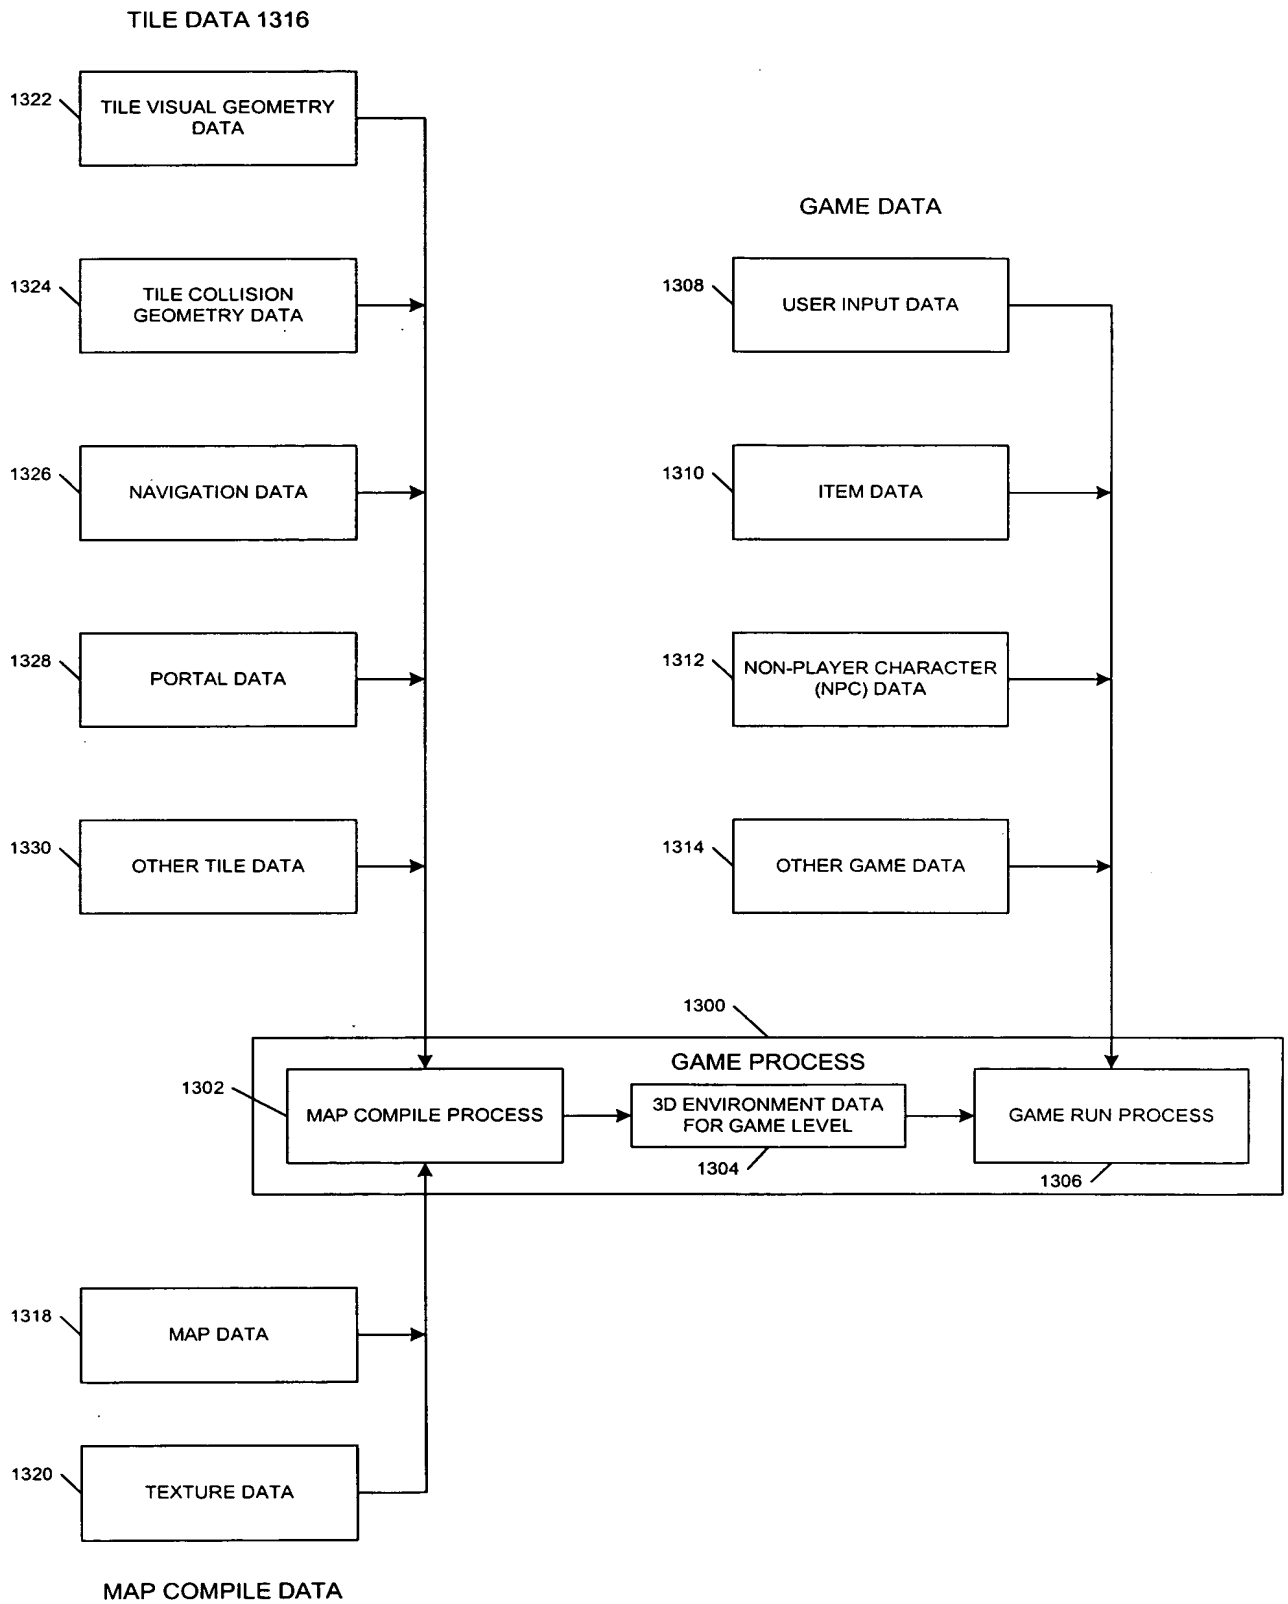 TILE DATA 1316
1322
TILE VISUAL GEOMETRY
DATA
1324
TILE COLLISION
GEOMETRY DATA
1326
NAVIGATION DATA
1328
PORTAL DATA
1330
OTHER TILE DATA
GAME DATA
1308
USER INPUT DATA
1310
ITEM DATA
1312
NON-PLAYER CHARACTER
(NPC) DATA
1314
OTHER GAME DATA
1300
GAME PROCESS
1302
MAP COMPILE PROCESS
3D ENVIRONMENT DATA
FOR GAME LEVEL
1304
GAME RUN PROCESS
1306
1318
MAP DATA
1320
TEXTURE DATA
MAP COMPILE DATA